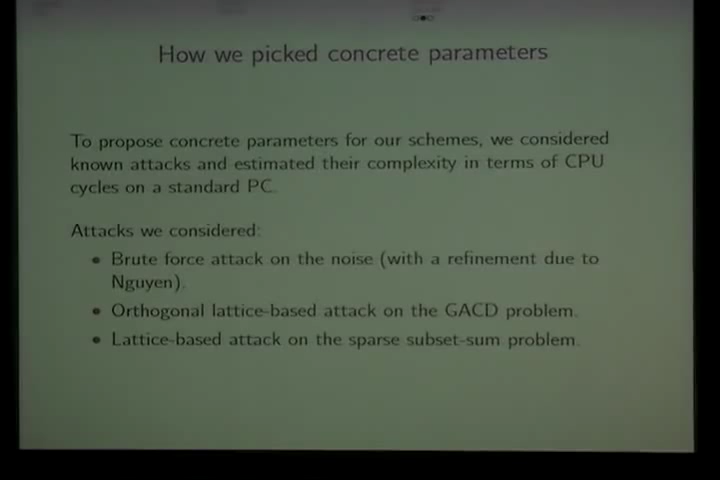 How we picked concrete parameters
To propose concrete parameters for our schemes, we considered
known attacks and estimated their complexity in terms of CPU
cycles on a standard PC.
Attacks we considered:
• Brute force attack on the noise (with a refinement due to
Nguyen).
• Orthogonal lattice-based attack on the GACD problem.
• Lattice-based attack on the sparse subset-sum problem.